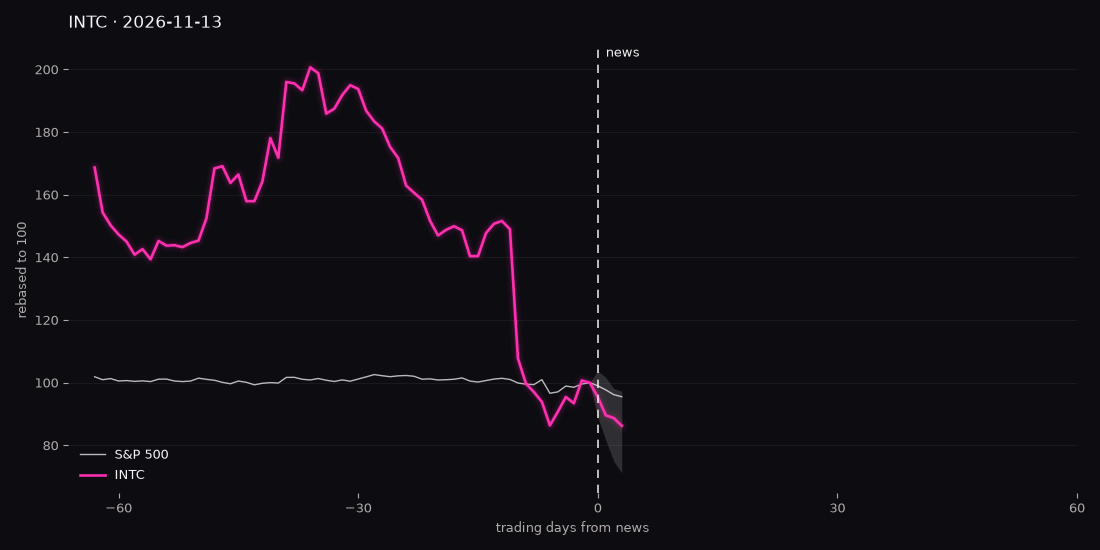 INTC · 2026-11-13
news
200
180
160
140
120
100
80
rebased to 100
S&P 500
INTC
−60
−30
0
30
60
trading days from news